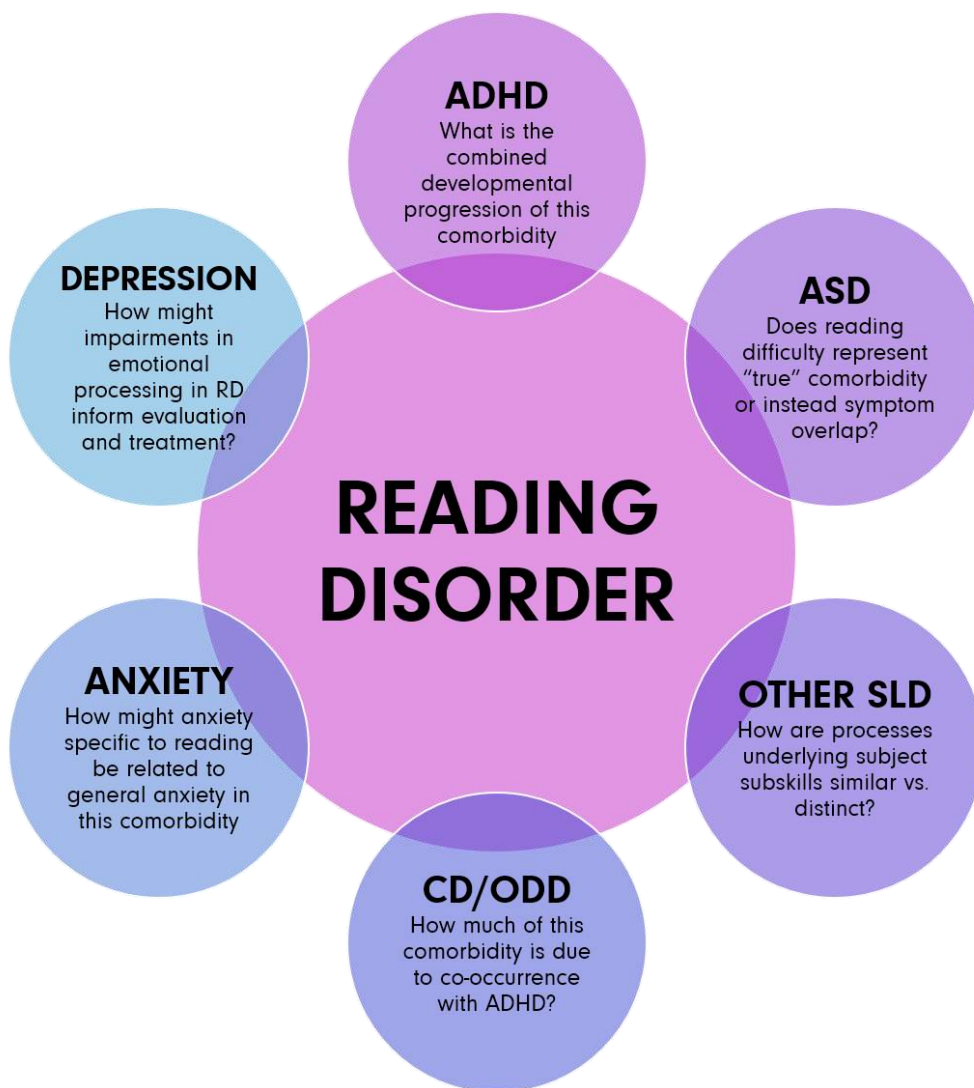 ADHD
What is the
combined
developmental
progression of this
comorbidity
DEPRESSION
How might
impairments in
emotional
processing in RD
inform evaluation
and treatment?
ASD
Does reading
difficulty represent
“true” comorbidity
or instead symptom
overlap?
READING
DISORDER
ANXIETY
How might anxiety
specific to reading
be related to
general anxiety in
this comorbidity
OTHER SLD
How are processes
underlying subject
subskills similar vs.
distinct?
CD/ODD
How much of this
comorbidity is due
to co-occurrence
with ADHD?